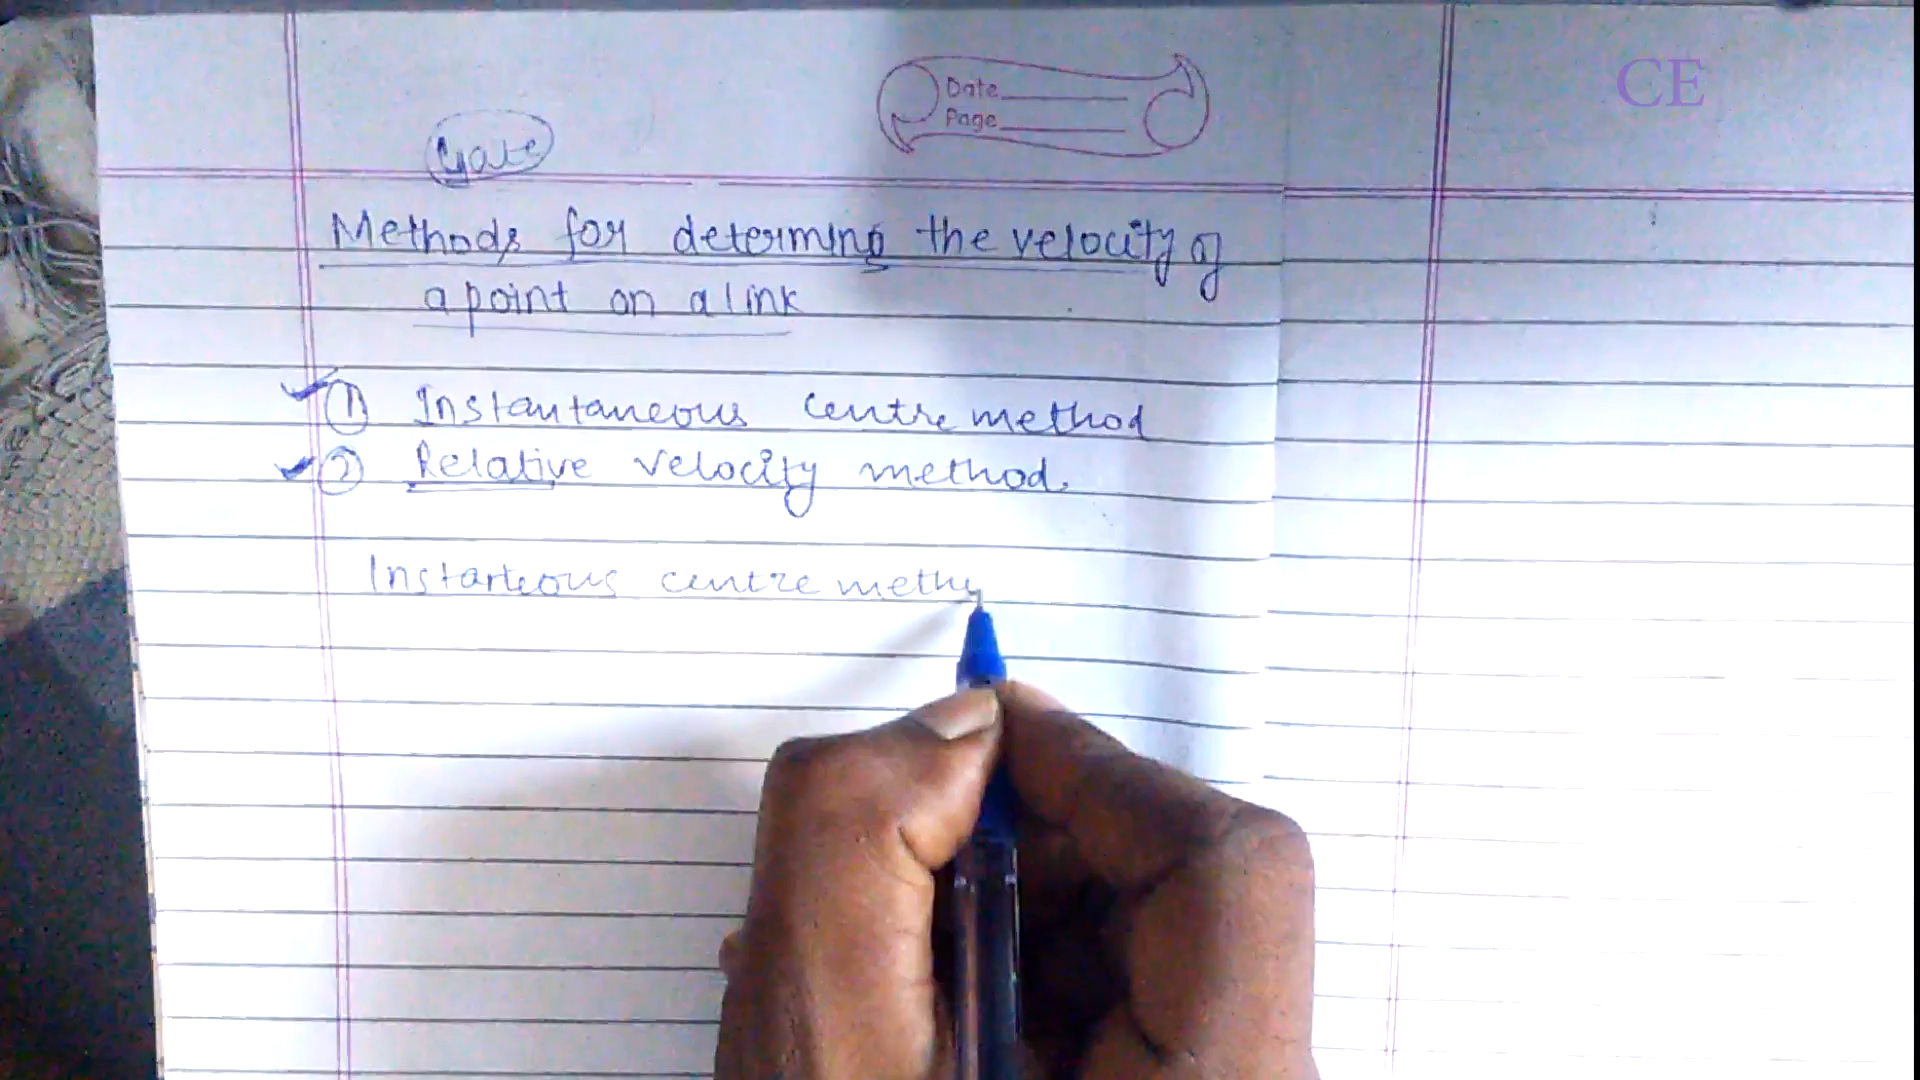 CE
Date
Page
Gate
Methods for determing the velocity of
a point on a link
① Instantaneous centre method
② Relative velocity method.
Instarteous centre metho